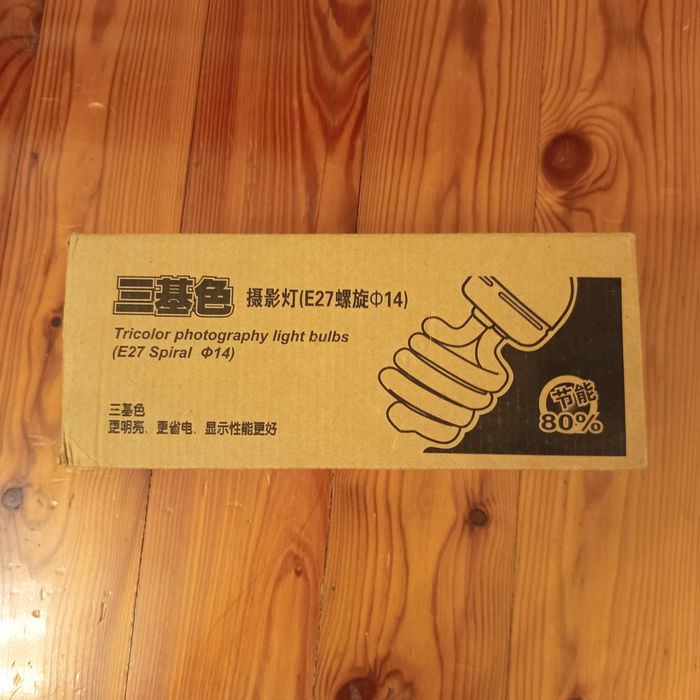 三基色 摄影灯(E27螺旋Φ14)
Tricolor photography light bulbs
(E27 Spiral Φ14)
三基色
更明亮、更省电、显示性能更好
节能
80%